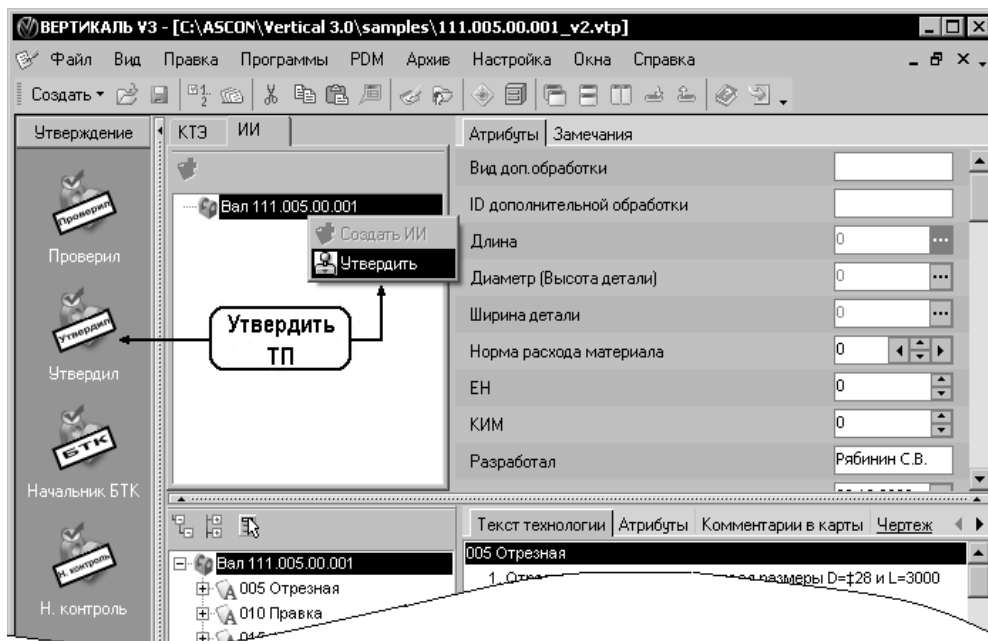 ВЕРТИКАЛЬ V3 - [C:\ASCON\Vertical 3.0\samples\111.005.00.001_v2.vtp]
Файл Вид Правка Программы PDM Архив Настройка Окна Справка
Создать
Утверждение
КТЭ ИИ
Атрибуты Замечания
Вид доп.обработки
Вал 111.005.00.001
ID дополнительной обработки
Проверил
Создать ИИ
Длина 0 ...
Проверил
Утвердить
Диаметр (Высота детали) 0 ...
Утвердить
ТП
Ширина детали 0 ...
Утвердил
Норма расхода материала 0
Утвердил
ЕН 0
КИМ 0
БТК
Разработал Рябинин С.В.
Начальник БТК
Текст технологии Атрибуты Комментарии в карты Чертеж
Н. контроль
Вал 111.005.00.001
005 Отрезная
005 Отрезная
размеры D=‡28 и L=3000
010 Правка
Н. контроль
015